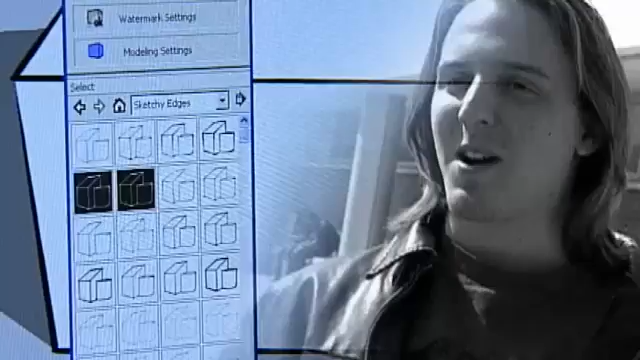 Watermark Settings
Modeling Settings
Select
Sketchy Edges